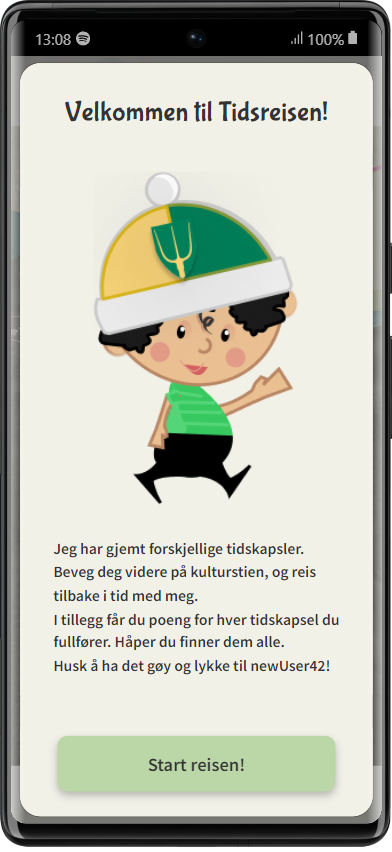 13:08 100%
Velkommen til Tidsreisen!
Jeg har gjemt forskjellige tidskapsler.
Beveg deg videre på kulturstien, og reis
tilbake i tid med meg.
I tillegg får du poeng for hver tidskapsel du
fullfører. Håper du finner dem alle.
Husk å ha det gøy og lykke til newUser42!
Start reisen!